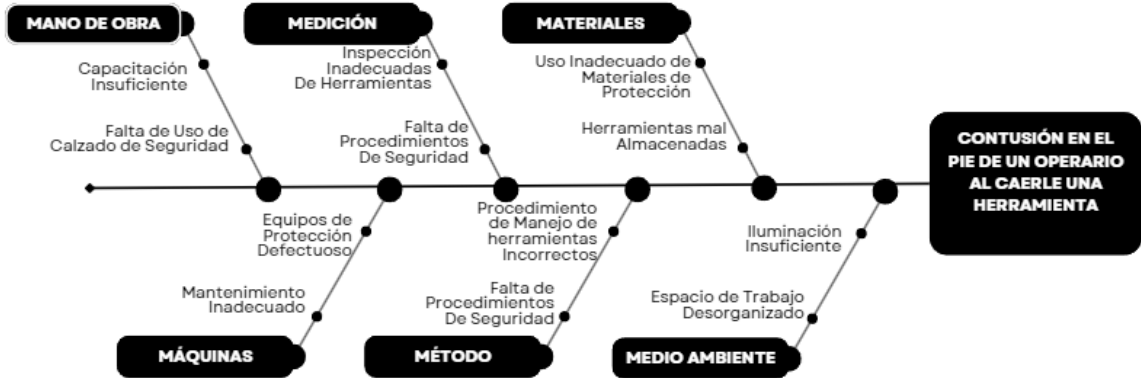 MANO DE OBRA
MEDICIÓN
MATERIALES
Capacitación
Insuficiente
Falta de Uso de
Calzado de Seguridad
Inspección
Inadecuadas
De Herramientas
Falta de
Procedimientos
De Seguridad
Uso Inadecuado de
Materiales de
Protección
Herramientas mal
Almacenadas
CONTUSIÓN EN EL
PIE DE UN OPERARIO
AL CAERLE UNA
HERRAMIENTA
Equipos de
Protección
Defectuoso
Mantenimiento
Inadecuado
Procedimiento
de Manejo de
herramientas
Incorrectos
Falta de
Procedimientos
De Seguridad
Iluminación
Insuficiente
Espacio de Trabajo
Desorganizado
MÁQUINAS
MÉTODO
MEDIO AMBIENTE